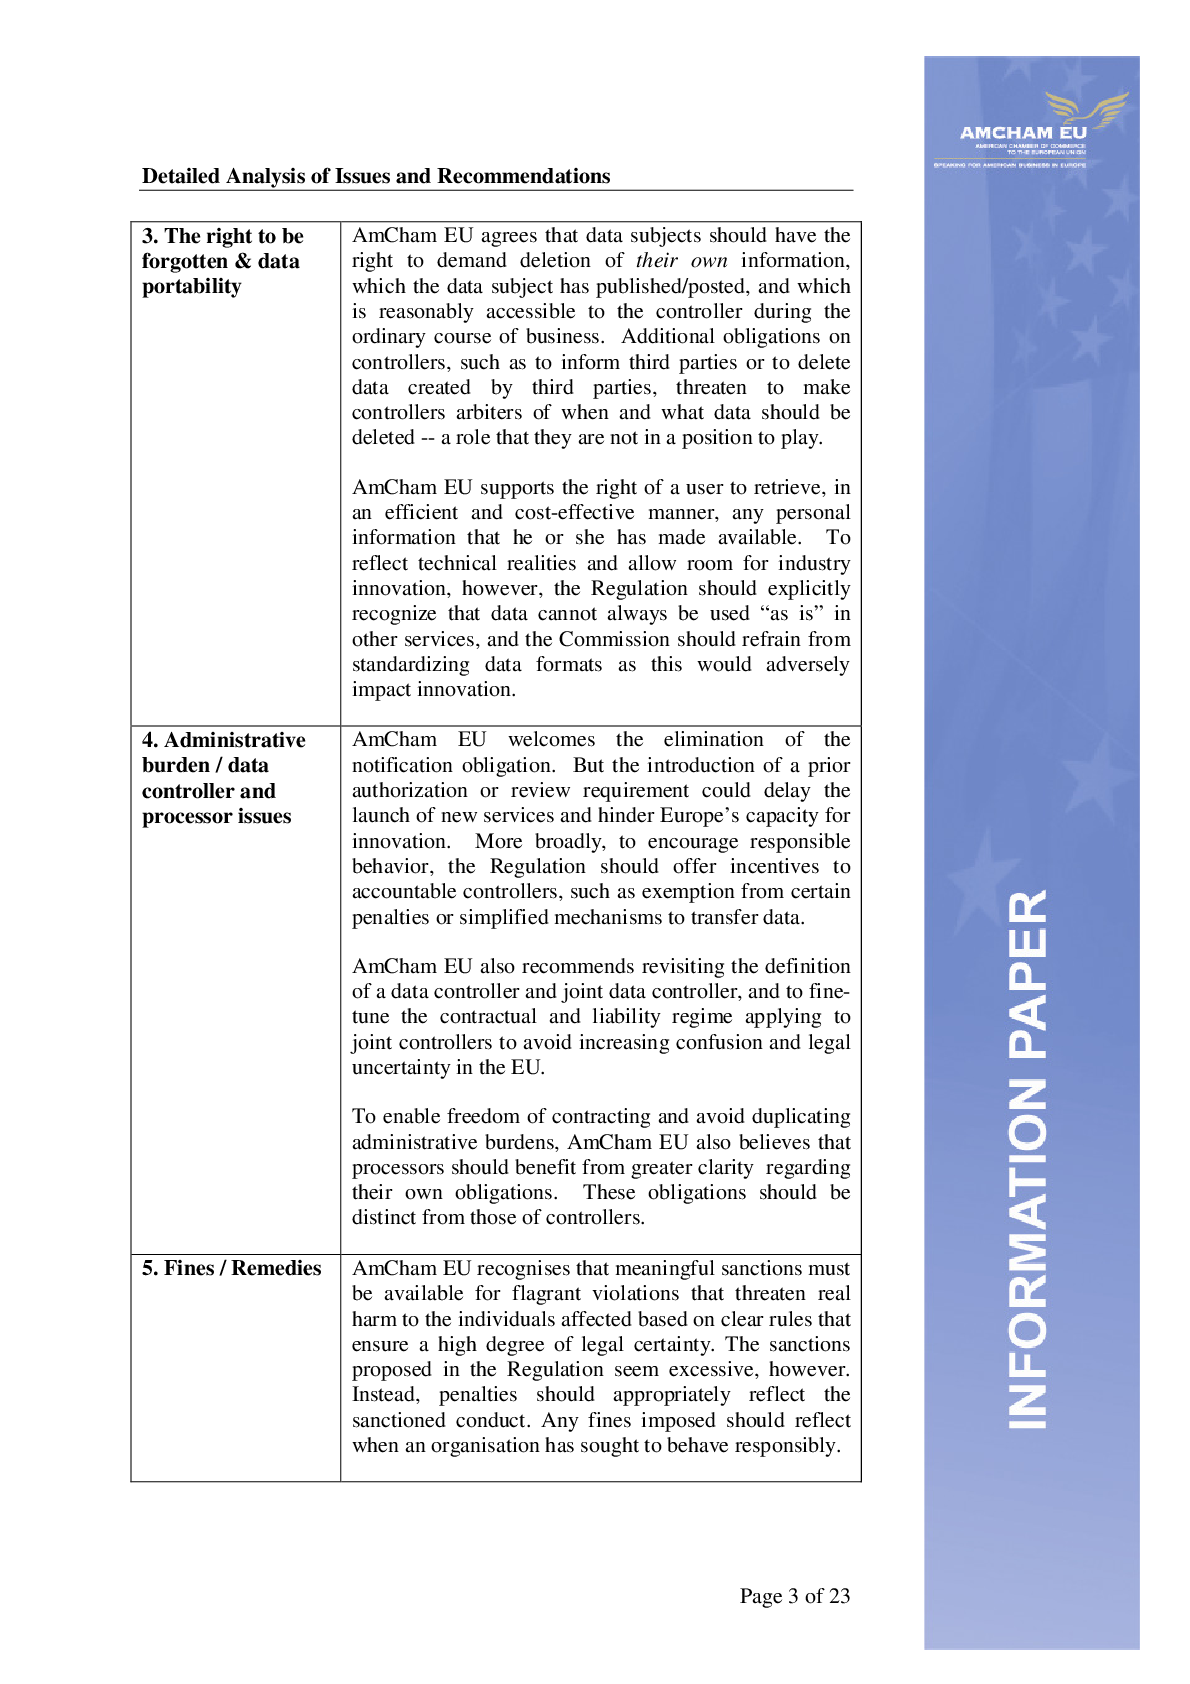 AMCHAM EU
AMERICAN CHAMBER OF COMMERCE
TO THE EUROPEAN UNION
SPEAKING FOR AMERICAN BUSINESS IN EUROPE
Detailed Analysis of Issues and Recommendations
3. The right to be
forgotten & data
portability
AmCham EU agrees that data subjects should have the
right to demand deletion of their own information,
which the data subject has published/posted, and which
is reasonably accessible to the controller during the
ordinary course of business. Additional obligations on
controllers, such as to inform third parties or to delete
data created by third parties, threaten to make
controllers arbiters of when and what data should be
deleted -- a role that they are not in a position to play.
AmCham EU supports the right of a user to retrieve, in
an efficient and cost-effective manner, any personal
information that he or she has made available. To
reflect technical realities and allow room for industry
innovation, however, the Regulation should explicitly
recognize that data cannot always be used “as is” in
other services, and the Commission should refrain from
standardizing data formats as this would adversely
impact innovation.
4. Administrative
burden / data
controller and
processor issues
AmCham EU welcomes the elimination of the
notification obligation. But the introduction of a prior
authorization or review requirement could delay the
launch of new services and hinder Europe’s capacity for
innovation. More broadly, to encourage responsible
behavior, the Regulation should offer incentives to
accountable controllers, such as exemption from certain
penalties or simplified mechanisms to transfer data.
AmCham EU also recommends revisiting the definition
of a data controller and joint data controller, and to fine-
tune the contractual and liability regime applying to
joint controllers to avoid increasing confusion and legal
uncertainty in the EU.
To enable freedom of contracting and avoid duplicating
administrative burdens, AmCham EU also believes that
processors should benefit from greater clarity regarding
their own obligations. These obligations should be
distinct from those of controllers.
5. Fines / Remedies
AmCham EU recognises that meaningful sanctions must
be available for flagrant violations that threaten real
harm to the individuals affected based on clear rules that
ensure a high degree of legal certainty. The sanctions
proposed in the Regulation seem excessive, however.
Instead, penalties should appropriately reflect the
sanctioned conduct. Any fines imposed should reflect
when an organisation has sought to behave responsibly.
INFORMATION PAPER
Page 3 of 23